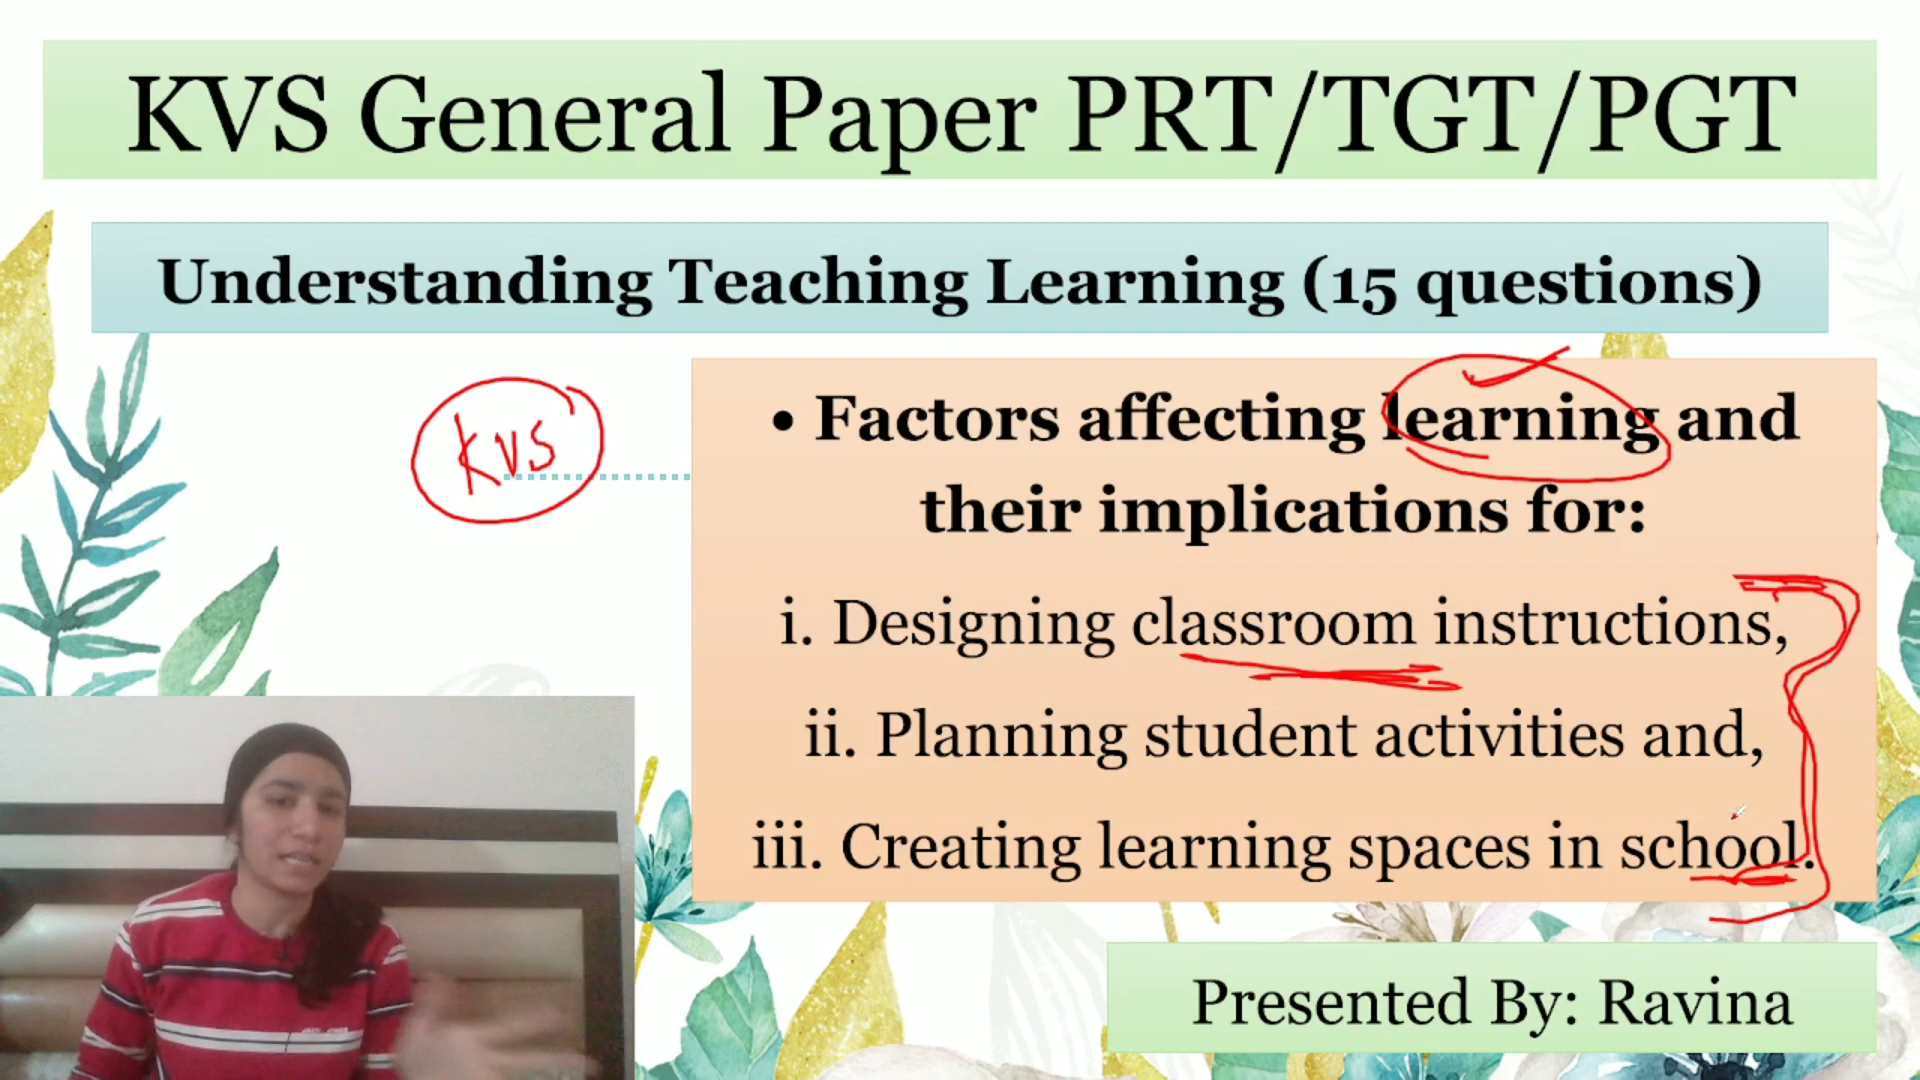 KVS General Paper PRT/TGT/PGT
Understanding Teaching Learning (15 questions)
KVS
• Factors affecting learning and
their implications for:
i. Designing classroom instructions,
ii. Planning student activities and,
iii. Creating learning spaces in school.
Presented By: Ravina